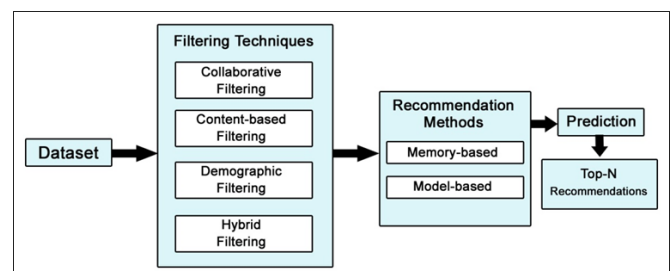 Dataset
Filtering Techniques
Collaborative
Filtering
Content-based
Filtering
Demographic
Filtering
Hybrid
Filtering
Recommendation
Methods
Memory-based
Model-based
Prediction
Top-N
Recommendations